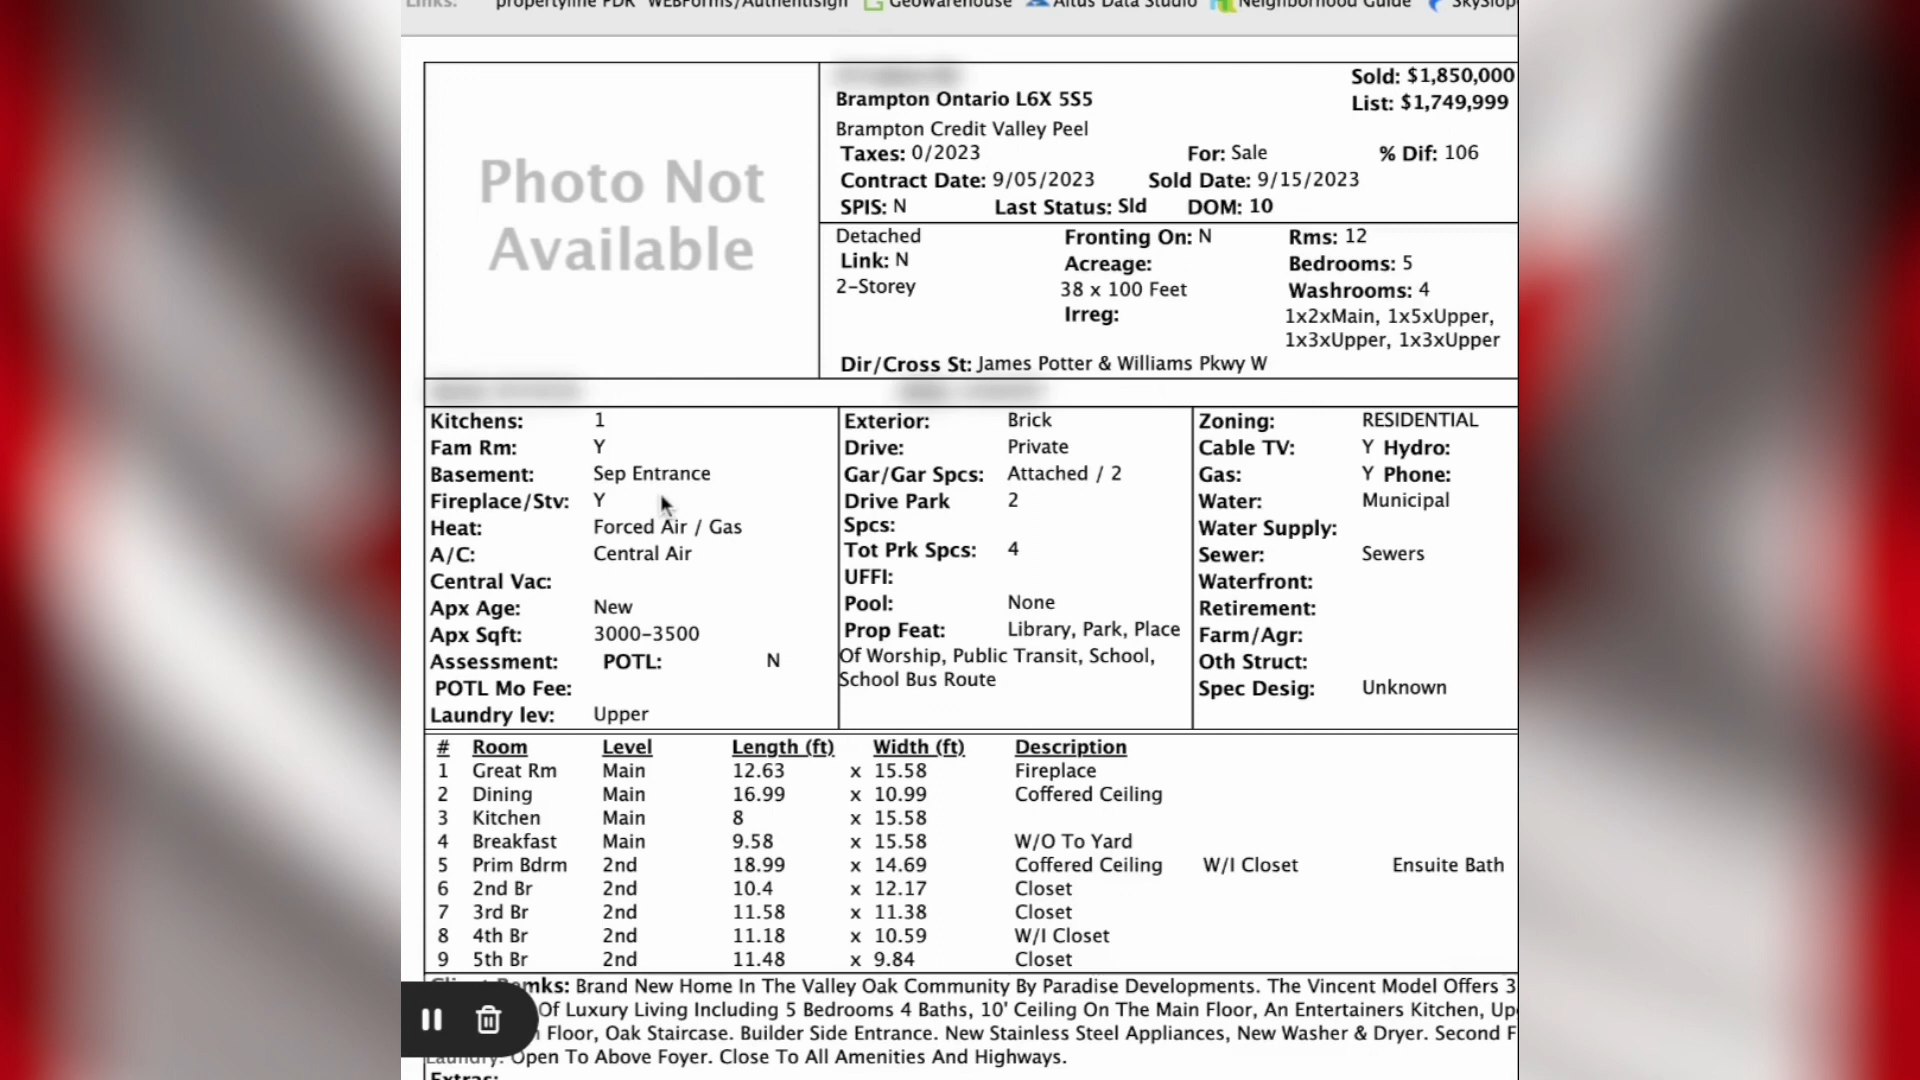 Links: propertyline PDK WEBForms/Authentisign GeoWarehouse Altus Data Studio Neighborhood Guide SkySlop
Photo Not
Available
Sold: $1,850,000
Brampton Ontario L6X 5S5 List: $1,749,999
Brampton Credit Valley Peel
Taxes: 0/2023 For: Sale % Dif: 106
Contract Date: 9/05/2023 Sold Date: 9/15/2023
SPIS: N Last Status: Sld DOM: 10
Detached Fronting On: N Rms: 12
Link: N Acreage: Bedrooms: 5
2-Storey 38 x 100 Feet Washrooms: 4
Irreg: 1x2xMain, 1x5xUpper,
1x3xUpper, 1x3xUpper
Dir/Cross St: James Potter & Williams Pkwy W
Kitchens: 1
Fam Rm: Y
Basement: Sep Entrance
Fireplace/Stv: Y
Heat: Forced Air / Gas
A/C: Central Air
Central Vac:
Apx Age: New
Apx Sqft: 3000-3500
Assessment: POTL: N
POTL Mo Fee:
Laundry lev: Upper
Exterior: Brick
Drive: Private
Gar/Gar Spcs: Attached / 2
Drive Park 2
Spcs:
Tot Prk Spcs: 4
UFFI:
Pool: None
Prop Feat: Library, Park, Place
Of Worship, Public Transit, School,
School Bus Route
Zoning: RESIDENTIAL
Cable TV: Y Hydro:
Gas: Y Phone:
Water: Municipal
Water Supply:
Sewer: Sewers
Waterfront:
Retirement:
Farm/Agr:
Oth Struct:
Spec Desig: Unknown
# Room Level Length (ft) Width (ft) Description
1 Great Rm Main 12.63 x 15.58 Fireplace
2 Dining Main 16.99 x 10.99 Coffered Ceiling
3 Kitchen Main 8 x 15.58
4 Breakfast Main 9.58 x 15.58 W/O To Yard
5 Prim Bdrm 2nd 18.99 x 14.69 Coffered Ceiling W/I Closet Ensuite Bath
6 2nd Br 2nd 10.4 x 12.17 Closet
7 3rd Br 2nd 11.58 x 11.38 Closet
8 4th Br 2nd 11.18 x 10.59 W/I Closet
9 5th Br 2nd 11.48 x 9.84 Closet
Client Remks: Brand New Home In The Valley Oak Community By Paradise Developments. The Vincent Model Offers 3
Of Luxury Living Including 5 Bedrooms 4 Baths, 10' Ceiling On The Main Floor, An Entertainers Kitchen, Up
Floor, Oak Staircase. Builder Side Entrance. New Stainless Steel Appliances, New Washer & Dryer. Second F
Laundry. Open To Above Foyer. Close To All Amenities And Highways.
Extras: